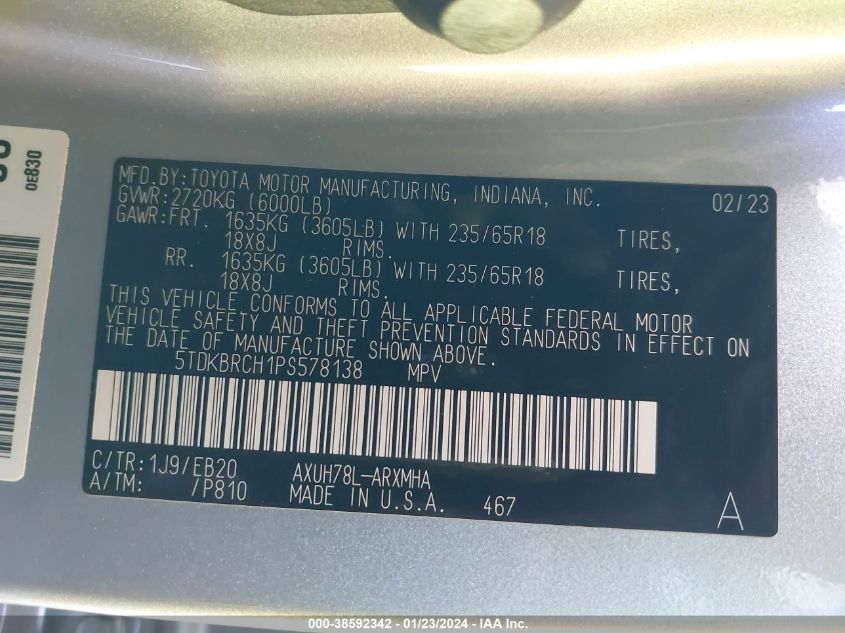 0E830
MFD.BY:TOYOTA MOTOR MANUFACTURING, INDIANA, INC. 02/23
GVWR:2720KG (6000LB)
GAWR:FRT. 1635KG (3605LB) WITH 235/65R18 TIRES,
18X8J RIMS.
RR. 1635KG (3605LB) WITH 235/65R18 TIRES,
18X8J RIMS.
THIS VEHICLE CONFORMS TO ALL APPLICABLE FEDERAL MOTOR
VEHICLE SAFETY AND THEFT PREVENTION STANDARDS IN EFFECT ON
THE DATE OF MANUFACTURE SHOWN ABOVE.
5TDKBRCH1PS578138 MPV
C/TR:1J9/EB20 AXUH78L-ARXMHA
A/TM: /P810 MADE IN U.S.A. 467 A
000-38592342 - 01/23/2024 - IAA Inc.